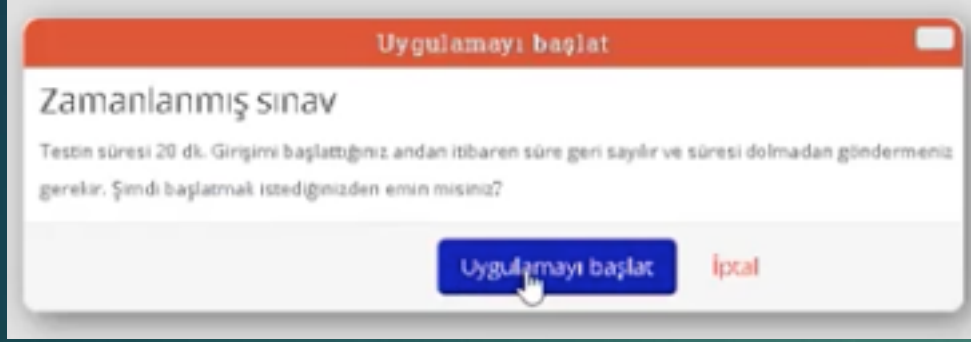 Uygulamayı başlat
Zamanlanmış sınav
Testin süresi 20 dk. Girişimi başlattığınız andan itibaren süre geri sayılır ve süresi dolmadan göndermeniz
gerekir. Şimdi başlatmak istediğinizden emin misiniz?
Uygulamayı başlat İptal